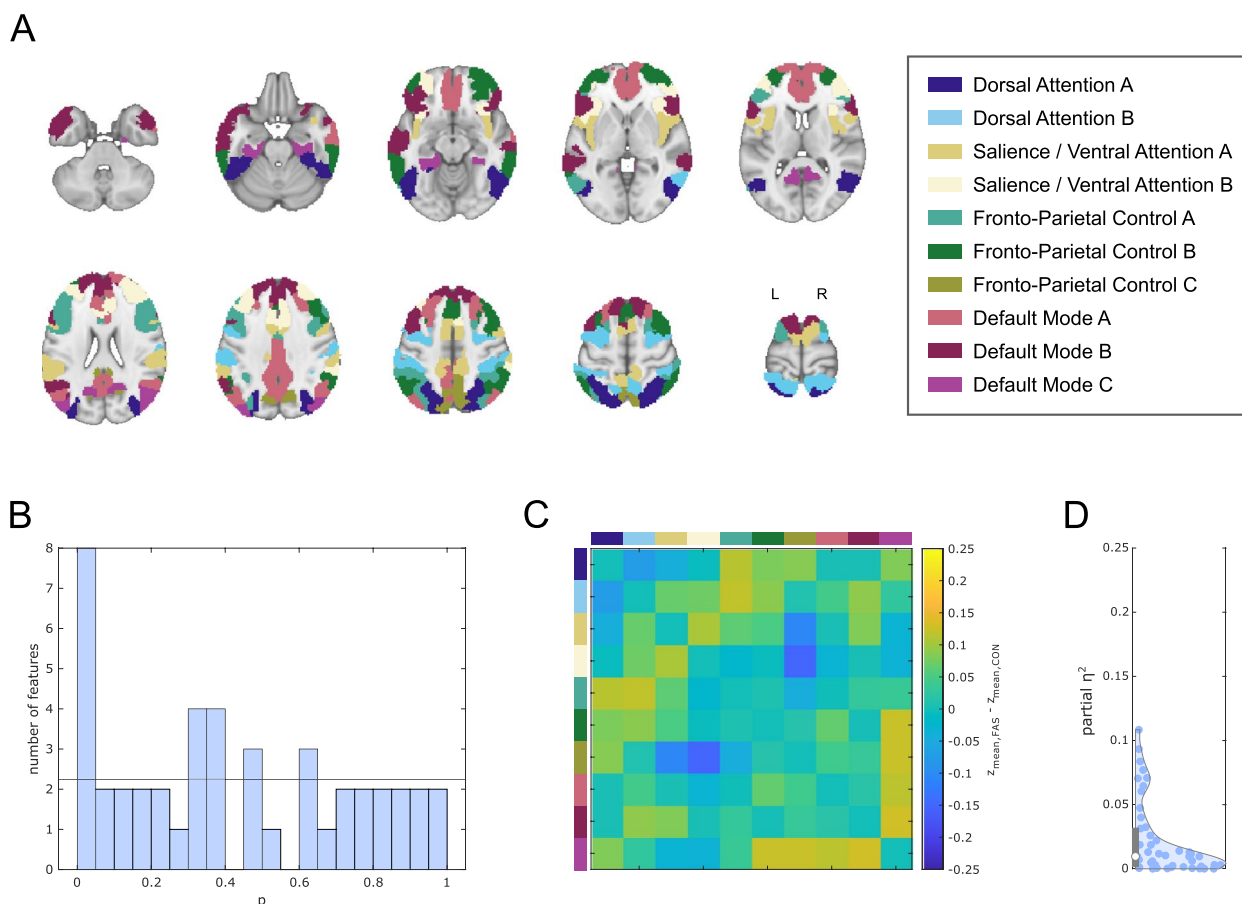 A
Dorsal Attention A
Dorsal Attention B
Salience / Ventral Attention A
Salience / Ventral Attention B
Fronto-Parietal Control A
Fronto-Parietal Control B
Fronto-Parietal Control C
Default Mode A
Default Mode B
Default Mode C
L R
B
8
7
6
5
4
3
2
1
0
number of features
0 0.2 0.4 0.6 0.8 1
p
C
0.25
0.2
0.15
0.1
0.05
0
-0.05
-0.1
-0.15
-0.2
-0.25
z mean,FAS - z mean,CON
D
0.25
0.2
0.15
0.1
0.05
0
partial η²